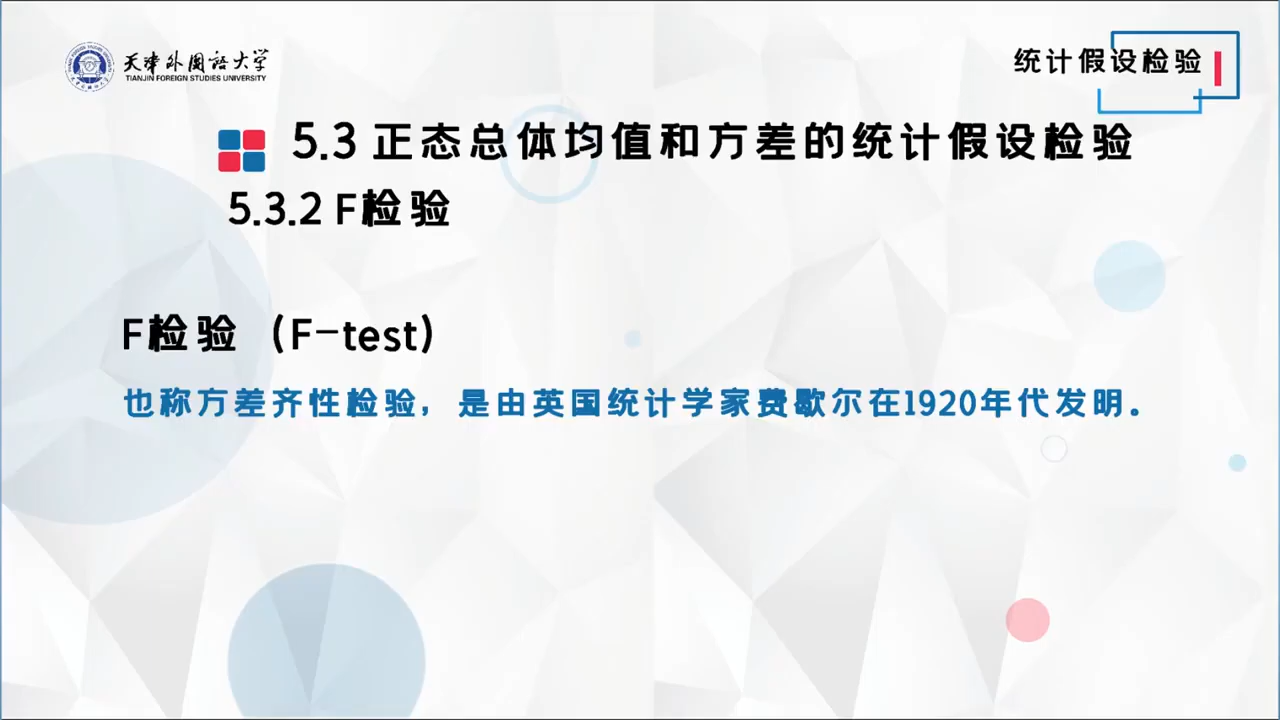 天津外国语大学
TIANJIN FOREIGN STUDIES UNIVERSITY
统计假设检验
5.3 正态总体均值和方差的统计假设检验
5.3.2 F检验
F检验（F-test）
也称方差齐性检验，是由英国统计学家费歇尔在1920年代发明．